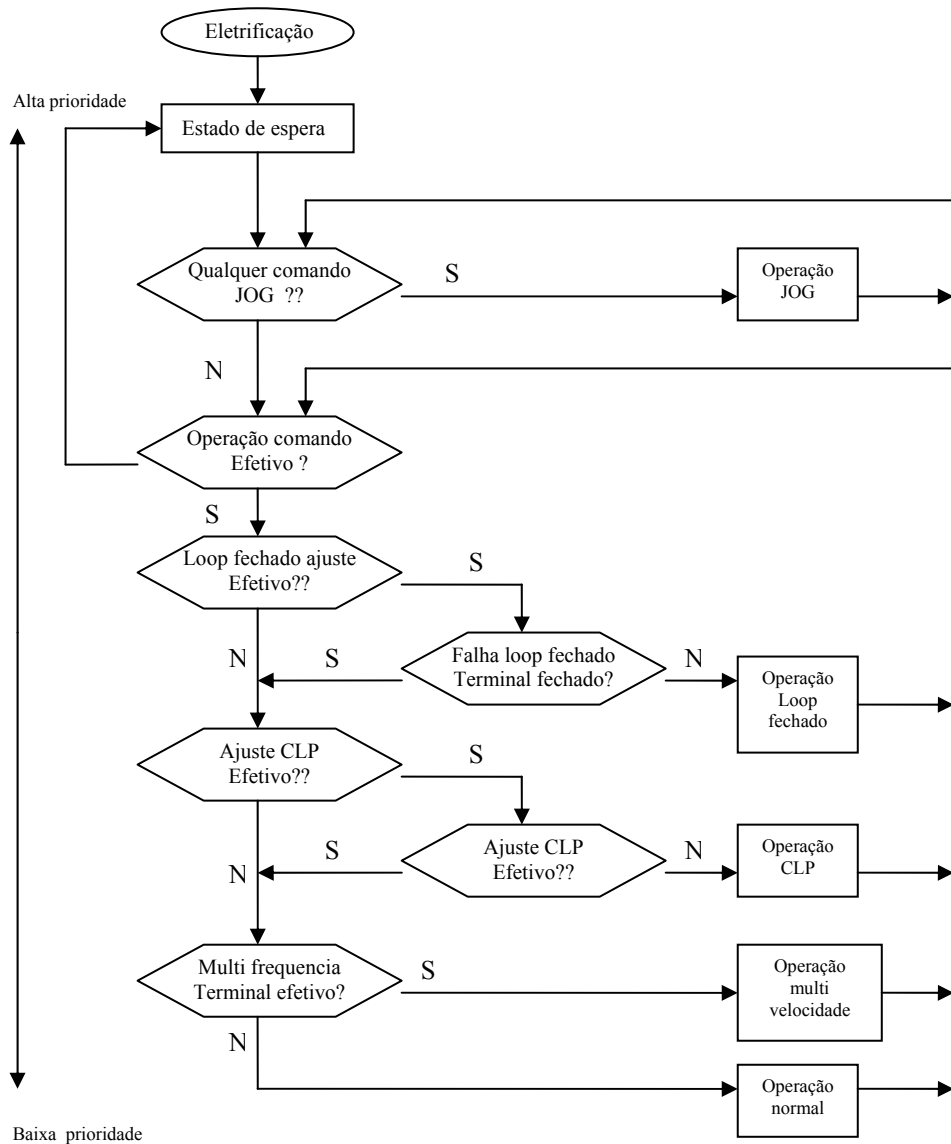 Eletrificação
Alta prioridade
Estado de espera
Qualquer comando
JOG ??
S
Operação
JOG
N
Operação comando
Efetivo ?
S
Loop fechado ajuste
Efetivo??
S
N
S
Falha loop fechado
Terminal fechado?
N
Operação
Loop
fechado
Ajuste CLP
Efetivo??
S
N
S
Ajuste CLP
Efetivo??
N
Operação
CLP
Multi frequencia
Terminal efetivo?
S
Operação
multi
velocidade
N
Operação
normal
Baixa prioridade